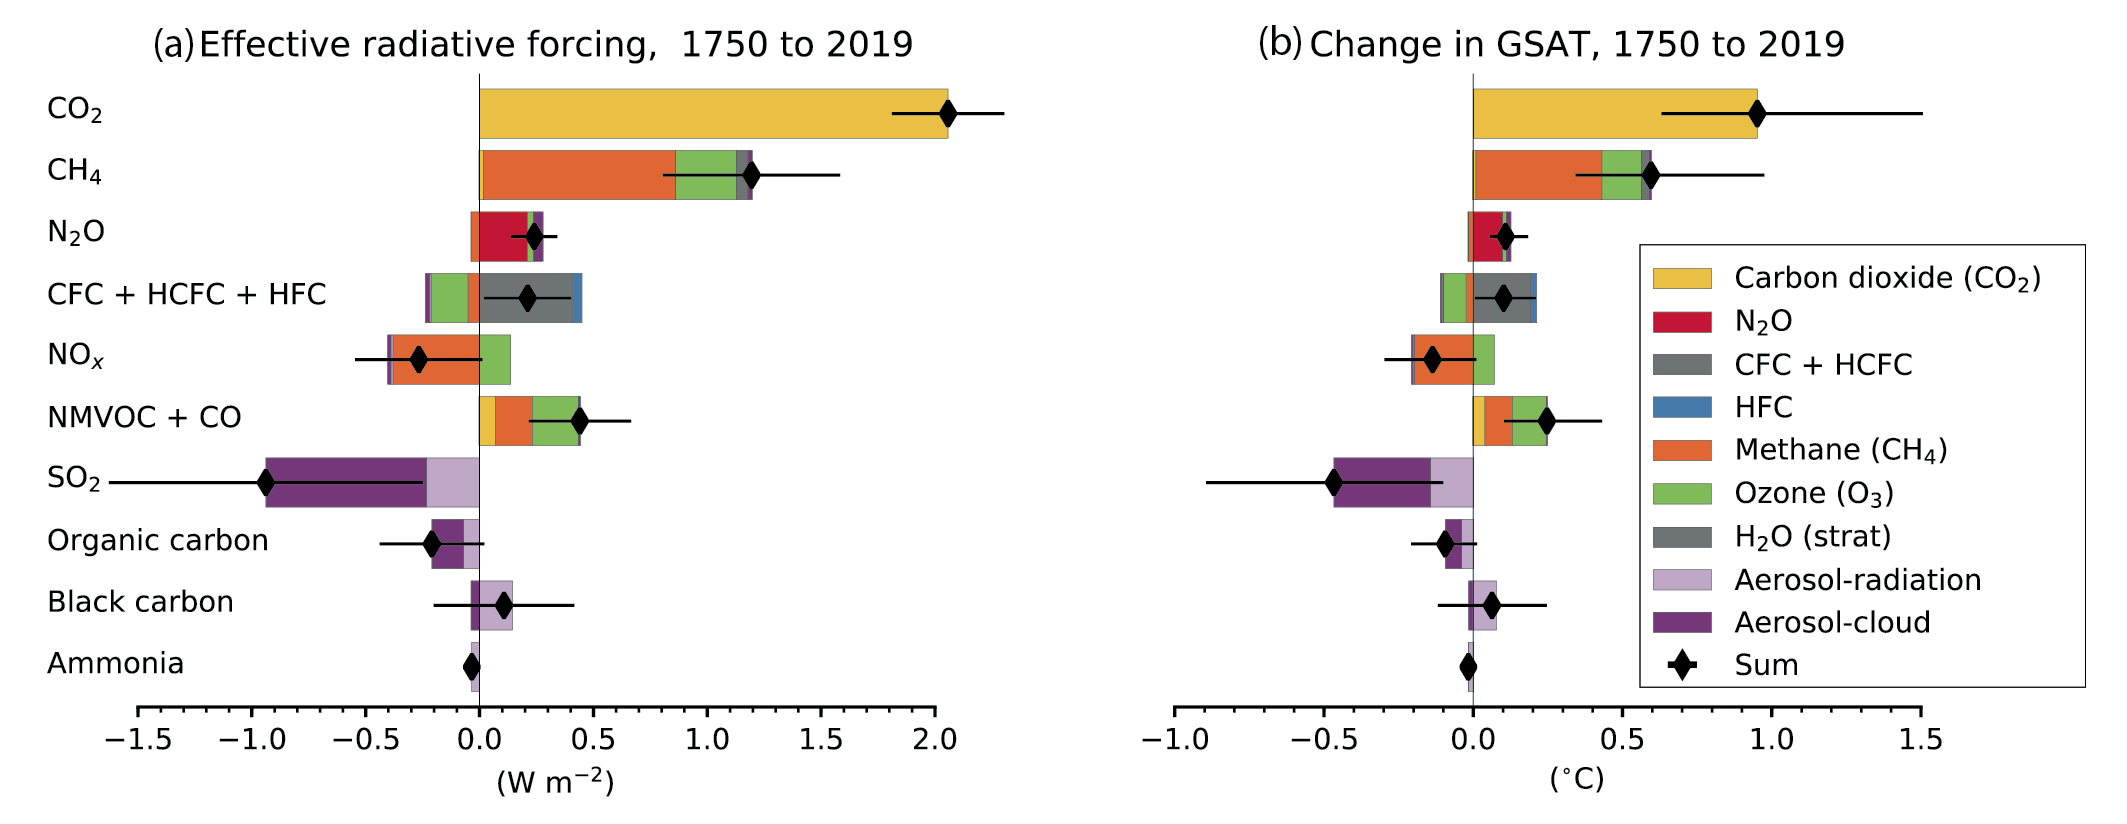 (a) Effective radiative forcing, 1750 to 2019
CO₂
CH₄
N₂O
CFC + HCFC + HFC
NOₓ
NMVOC + CO
SO₂
Organic carbon
Black carbon
Ammonia
−1.5 −1.0 −0.5 0.0 0.5 1.0 1.5 2.0
(W m⁻²)
(b) Change in GSAT, 1750 to 2019
Carbon dioxide (CO₂)
N₂O
CFC + HCFC
HFC
Methane (CH₄)
Ozone (O₃)
H₂O (strat)
Aerosol-radiation
Aerosol-cloud
Sum
−1.0 −0.5 0.0 0.5 1.0 1.5
(°C)